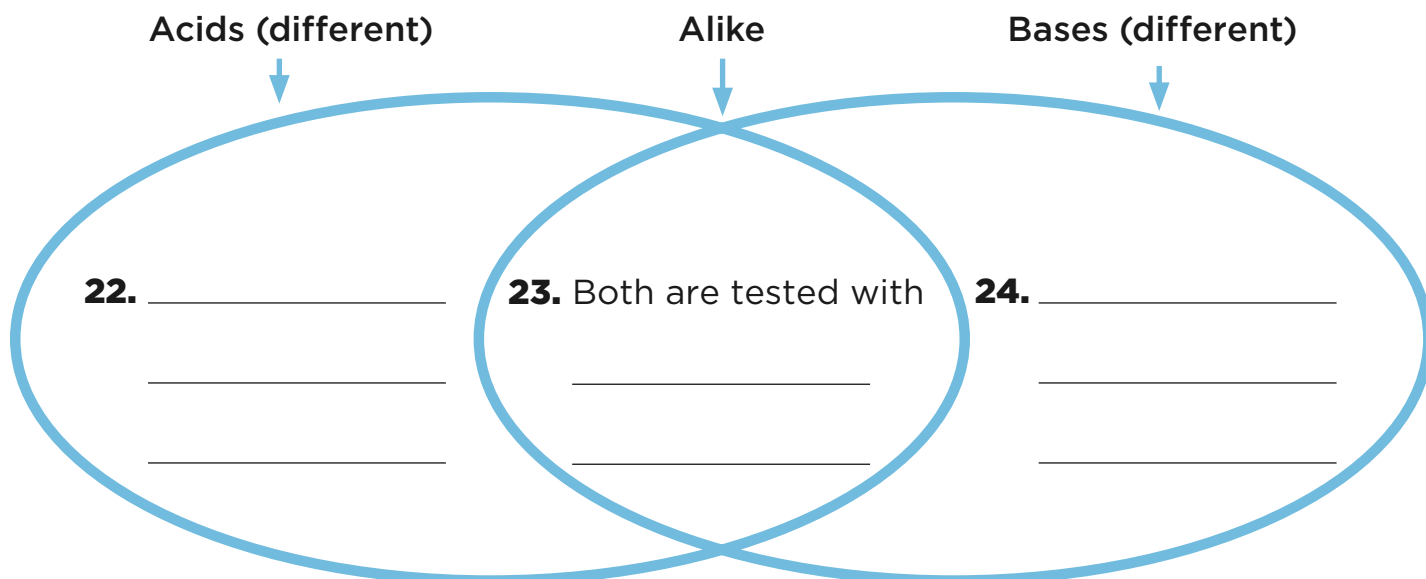 Acids (different)
Alike
Bases (different)
22.
23. Both are tested with
24.